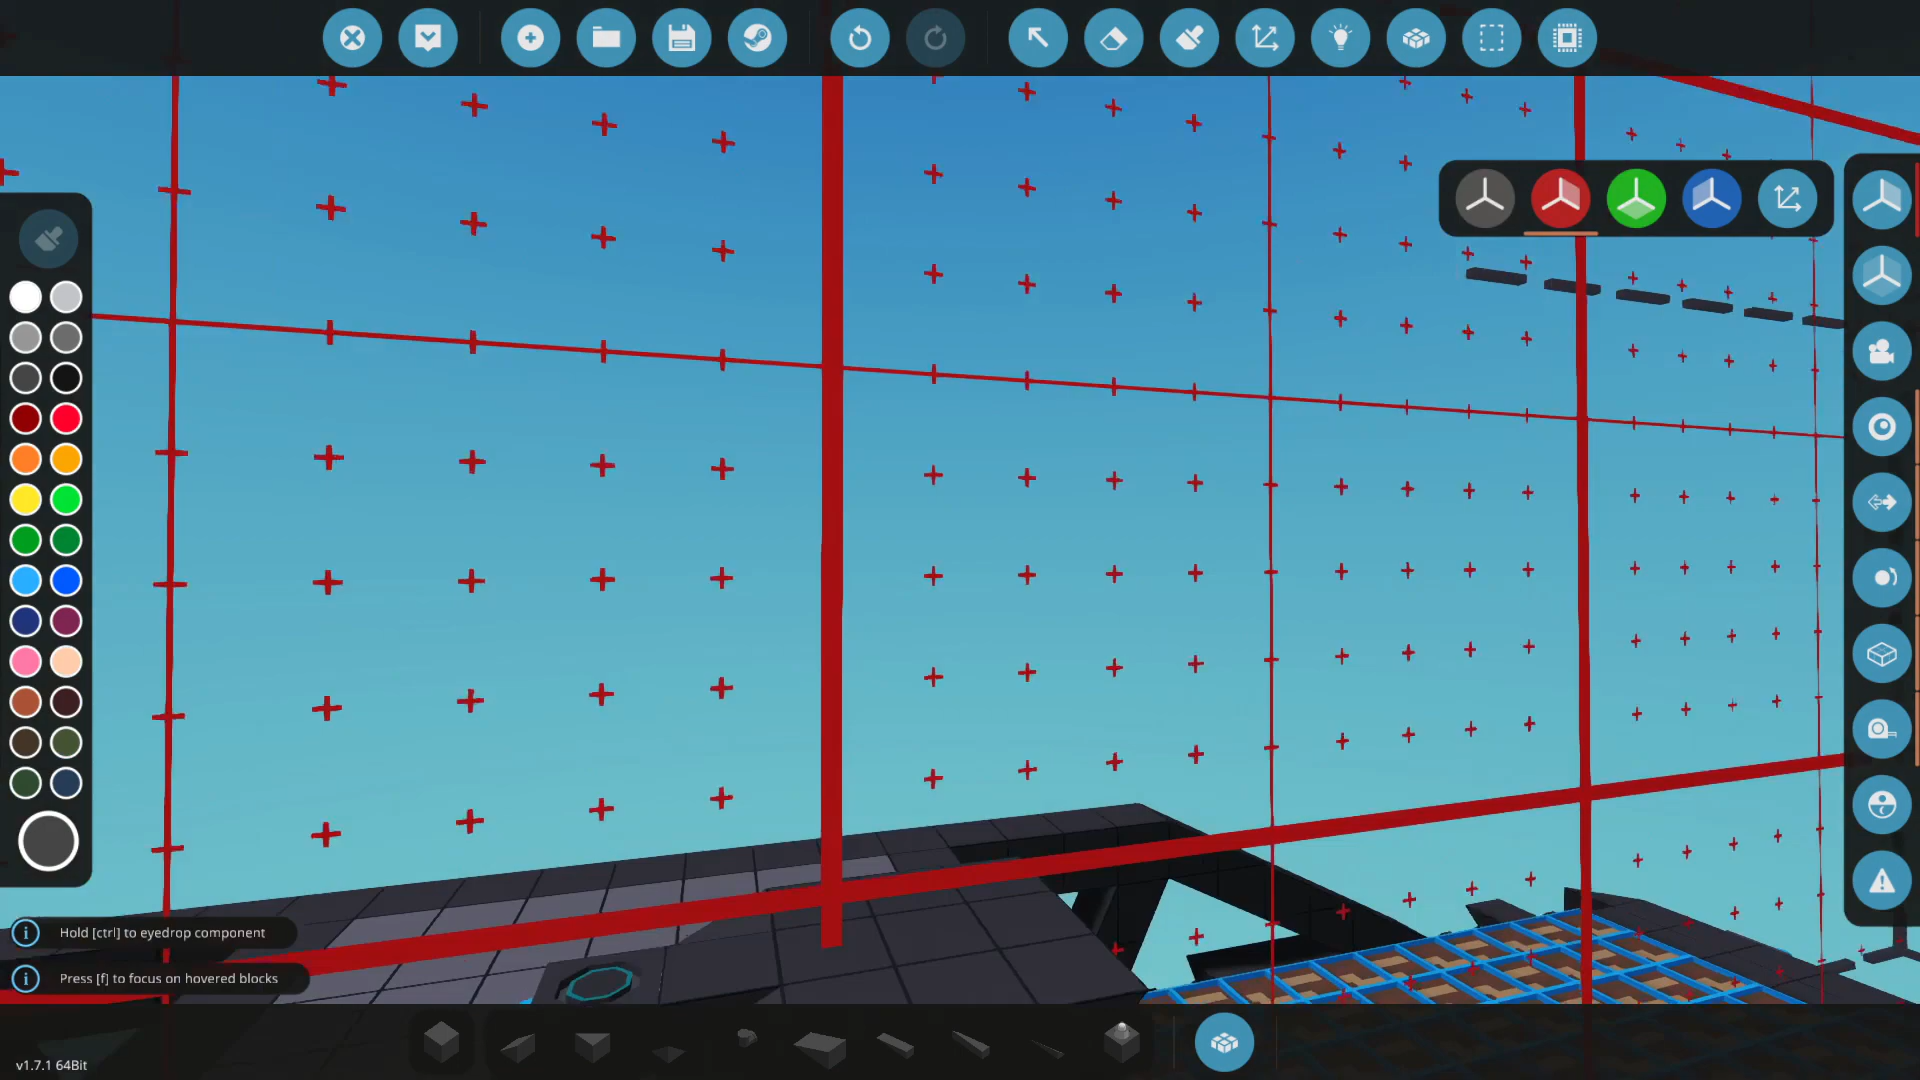 Hold [ctrl] to eyedrop component
Press [f] to focus on hovered blocks
v1.7.1 64Bit